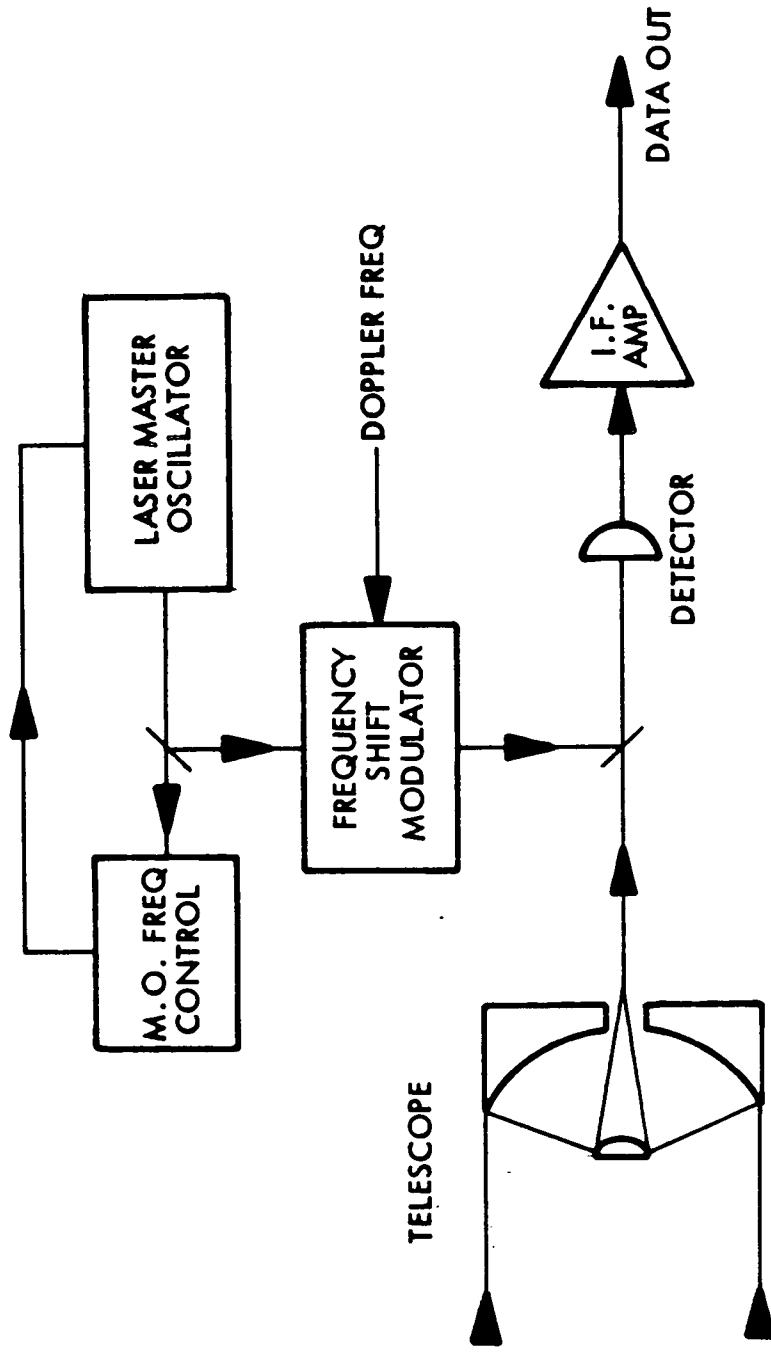 LASER MASTER
OSCILLATOR
M.O. FREQ
CONTROL
FREQUENCY
SHIFT
MODULATOR
DOPPLER FREQ
TELESCOPE
DETECTOR
I.F.
AMP
DATA OUT